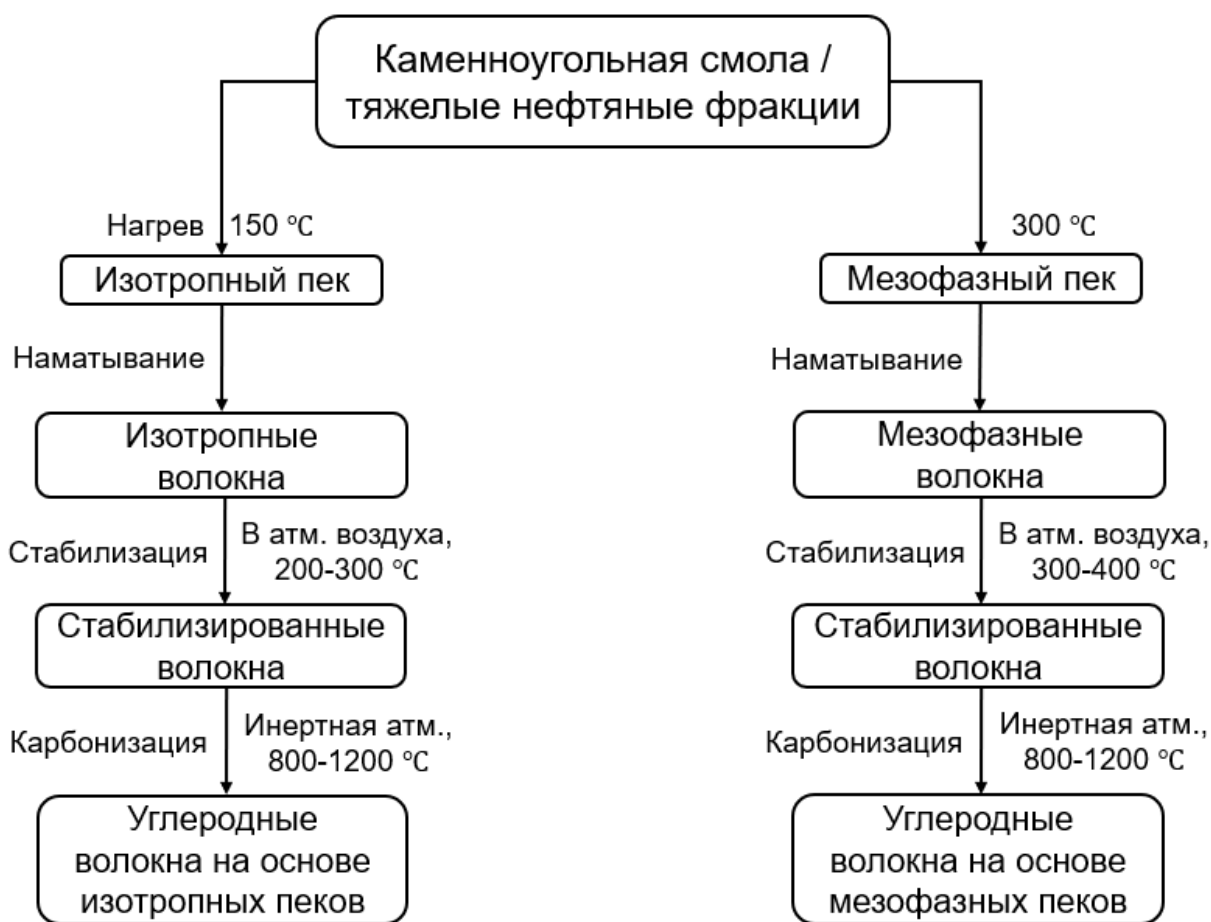 Каменноугольная смола /
тяжелые нефтяные фракции
Нагрев 150 ℃
Изотропный пек
Наматывание
Изотропные
волокна
Стабилизация
В атм. воздуха,
200-300 ℃
Стабилизированные
волокна
Карбонизация
Инертная атм.,
800-1200 ℃
Углеродные
волокна на основе
изотропных пеков
300 ℃
Мезофазный пек
Наматывание
Мезофазные
волокна
Стабилизация
В атм. воздуха,
300-400 ℃
Стабилизированные
волокна
Карбонизация
Инертная атм.,
800-1200 ℃
Углеродные
волокна на основе
мезофазных пеков